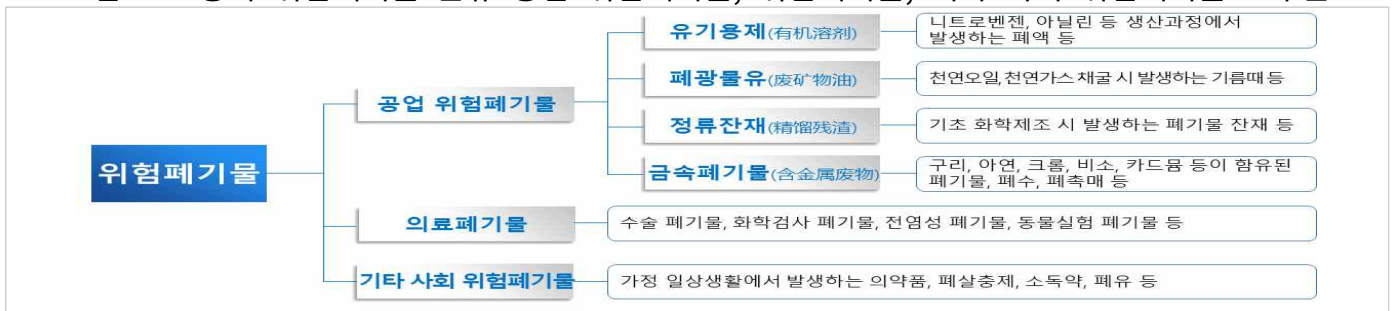 위험폐기물
공업 위험폐기물
유기용제(有机溶剂)
니트로벤젠, 아닐린 등 생산과정에서
발생하는 폐액 등
폐광물유(废矿物油)
천연오일,천연가스 채굴 시 발생하는 기름때 등
정류잔재(精馏残渣)
기초 화학제조 시 발생하는 폐기물 잔재 등
금속폐기물(含金属废物)
구리, 아연, 크롬, 비소, 카드뮴 등이 함유된
폐기물, 폐수, 폐촉매 등
의료폐기물
수술 폐기물, 화학검사 폐기물, 전염성 폐기물, 동물실험 폐기물 등
기타 사회 위험폐기물
가정 일상생활에서 발생하는 의약품, 폐살충제, 소독약, 폐유 등